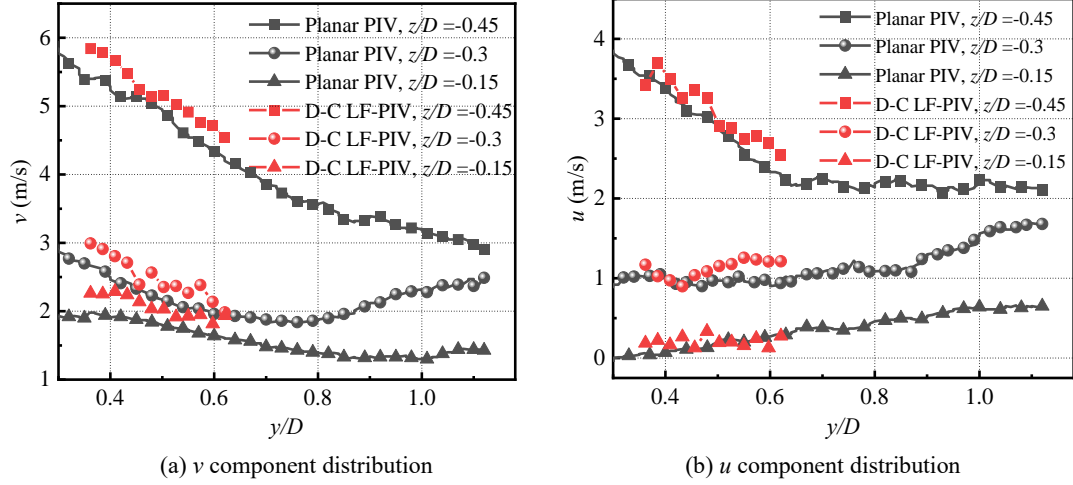 Planar PIV, z/D =-0.45
Planar PIV, z/D =-0.3
Planar PIV, z/D =-0.15
D-C LF-PIV, z/D =-0.45
D-C LF-PIV, z/D =-0.3
D-C LF-PIV, z/D =-0.15
v (m/s)
6
5
4
3
2
1
0.4
0.6
0.8
1.0
y/D
(a) v component distribution
Planar PIV, z/D =-0.45
Planar PIV, z/D =-0.3
Planar PIV, z/D =-0.15
D-C LF-PIV, z/D =-0.45
D-C LF-PIV, z/D =-0.3
D-C LF-PIV, z/D =-0.15
u (m/s)
4
3
2
1
0
0.4
0.6
0.8
1.0
y/D
(b) u component distribution